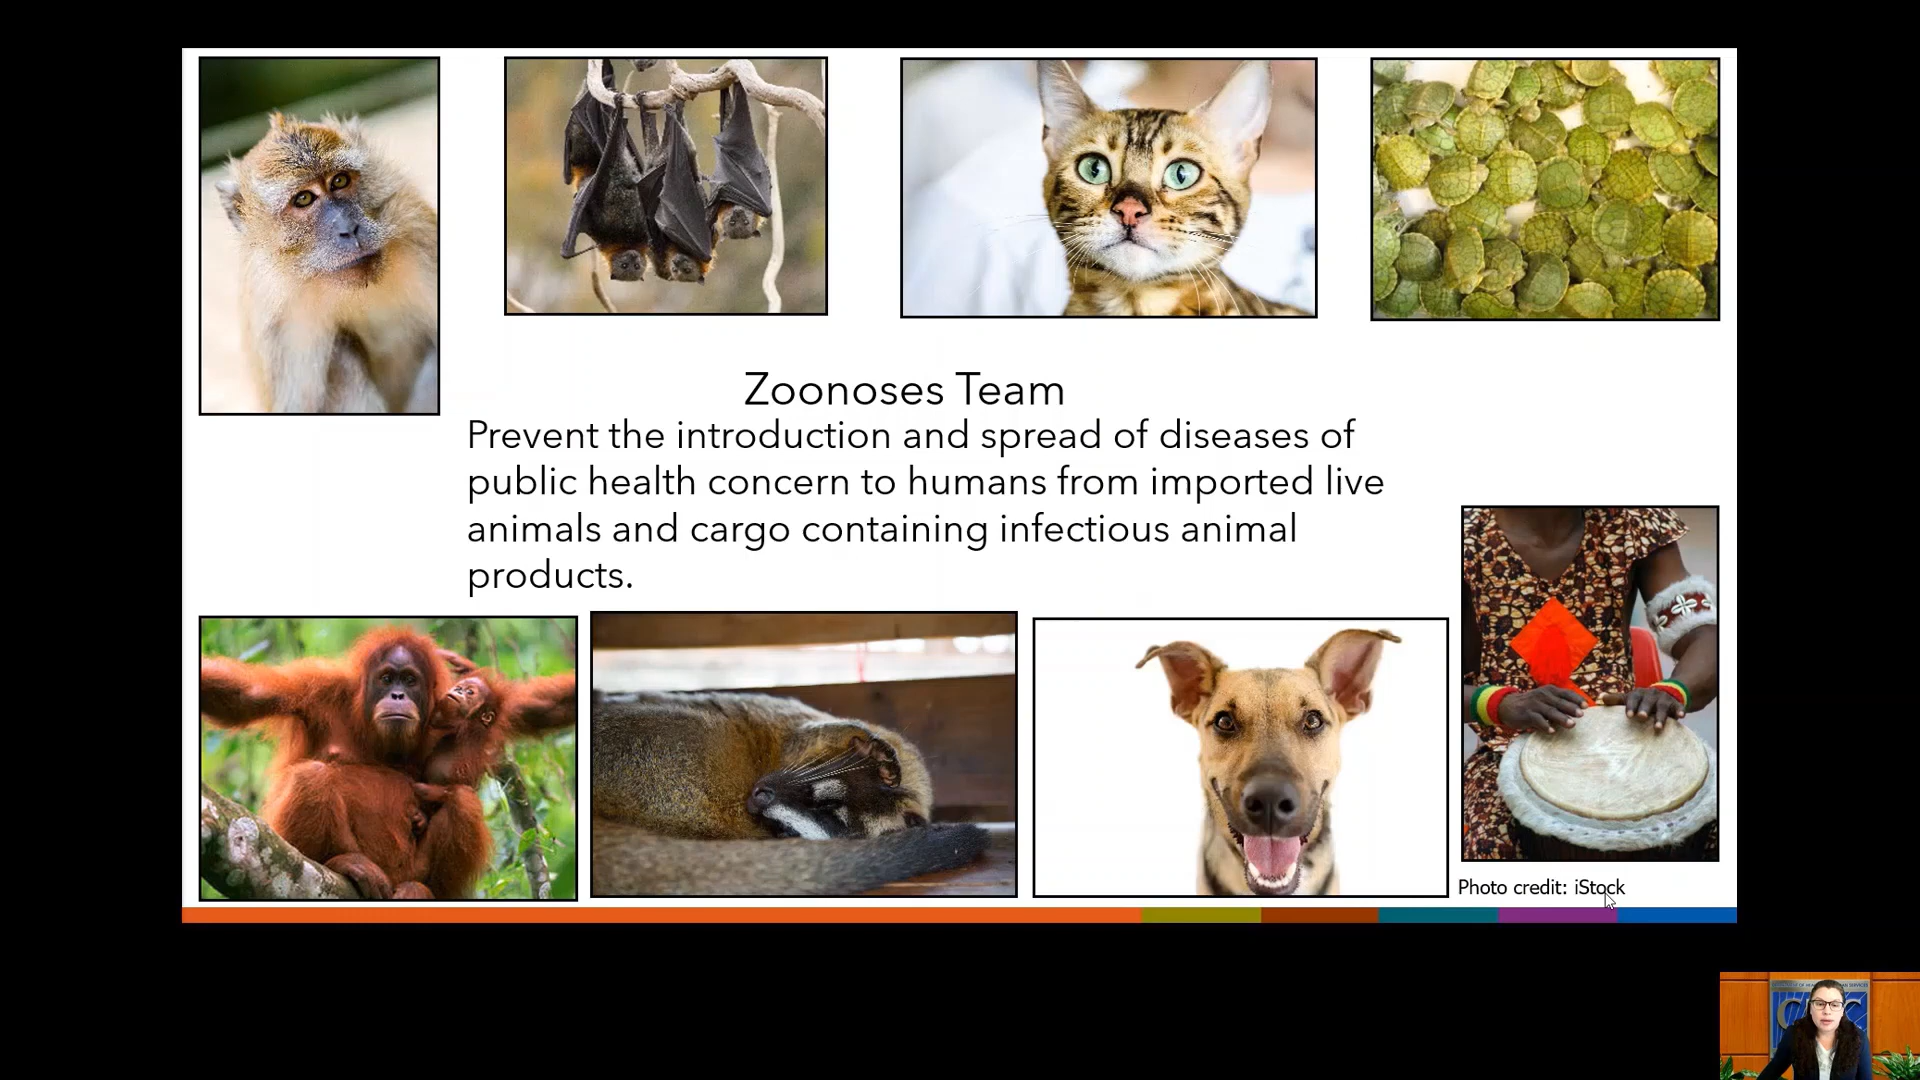 Zoonoses Team
Prevent the introduction and spread of diseases of
public health concern to humans from imported live
animals and cargo containing infectious animal
products.
Photo credit: iStock